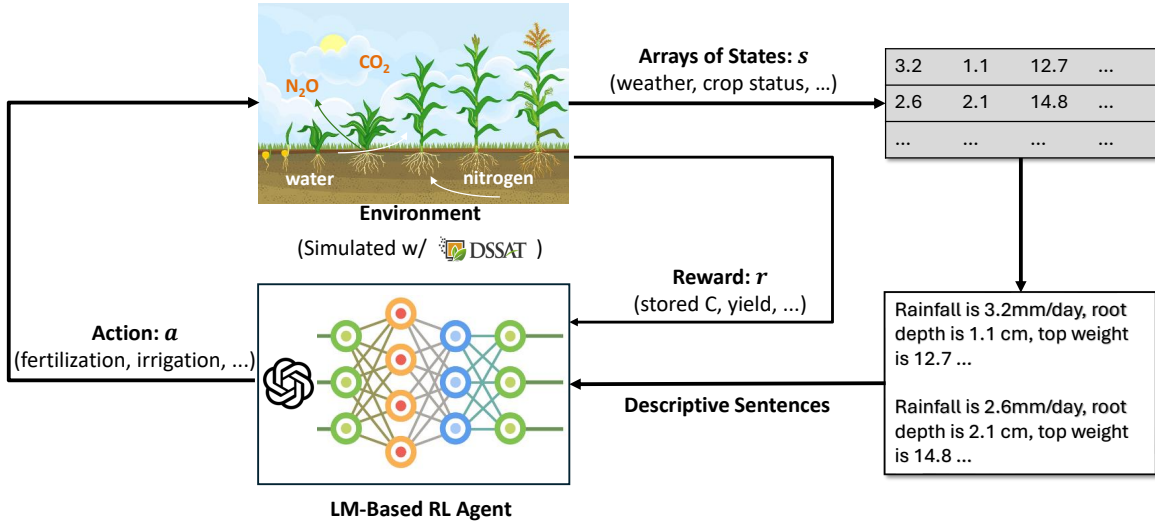 CO₂
N₂O
water
nitrogen
Environment
(Simulated w/ DSSAT )
Arrays of States: s
(weather, crop status, ...)
3.2 1.1 12.7 ...
2.6 2.1 14.8 ...
... ... ... ...
Reward: r
(stored C, yield, ...)
Rainfall is 3.2mm/day, root
depth is 1.1 cm, top weight
is 12.7 ...
Rainfall is 2.6mm/day, root
depth is 2.1 cm, top weight
is 14.8 ...
Descriptive Sentences
Action: a
(fertilization, irrigation, ...)
LM-Based RL Agent